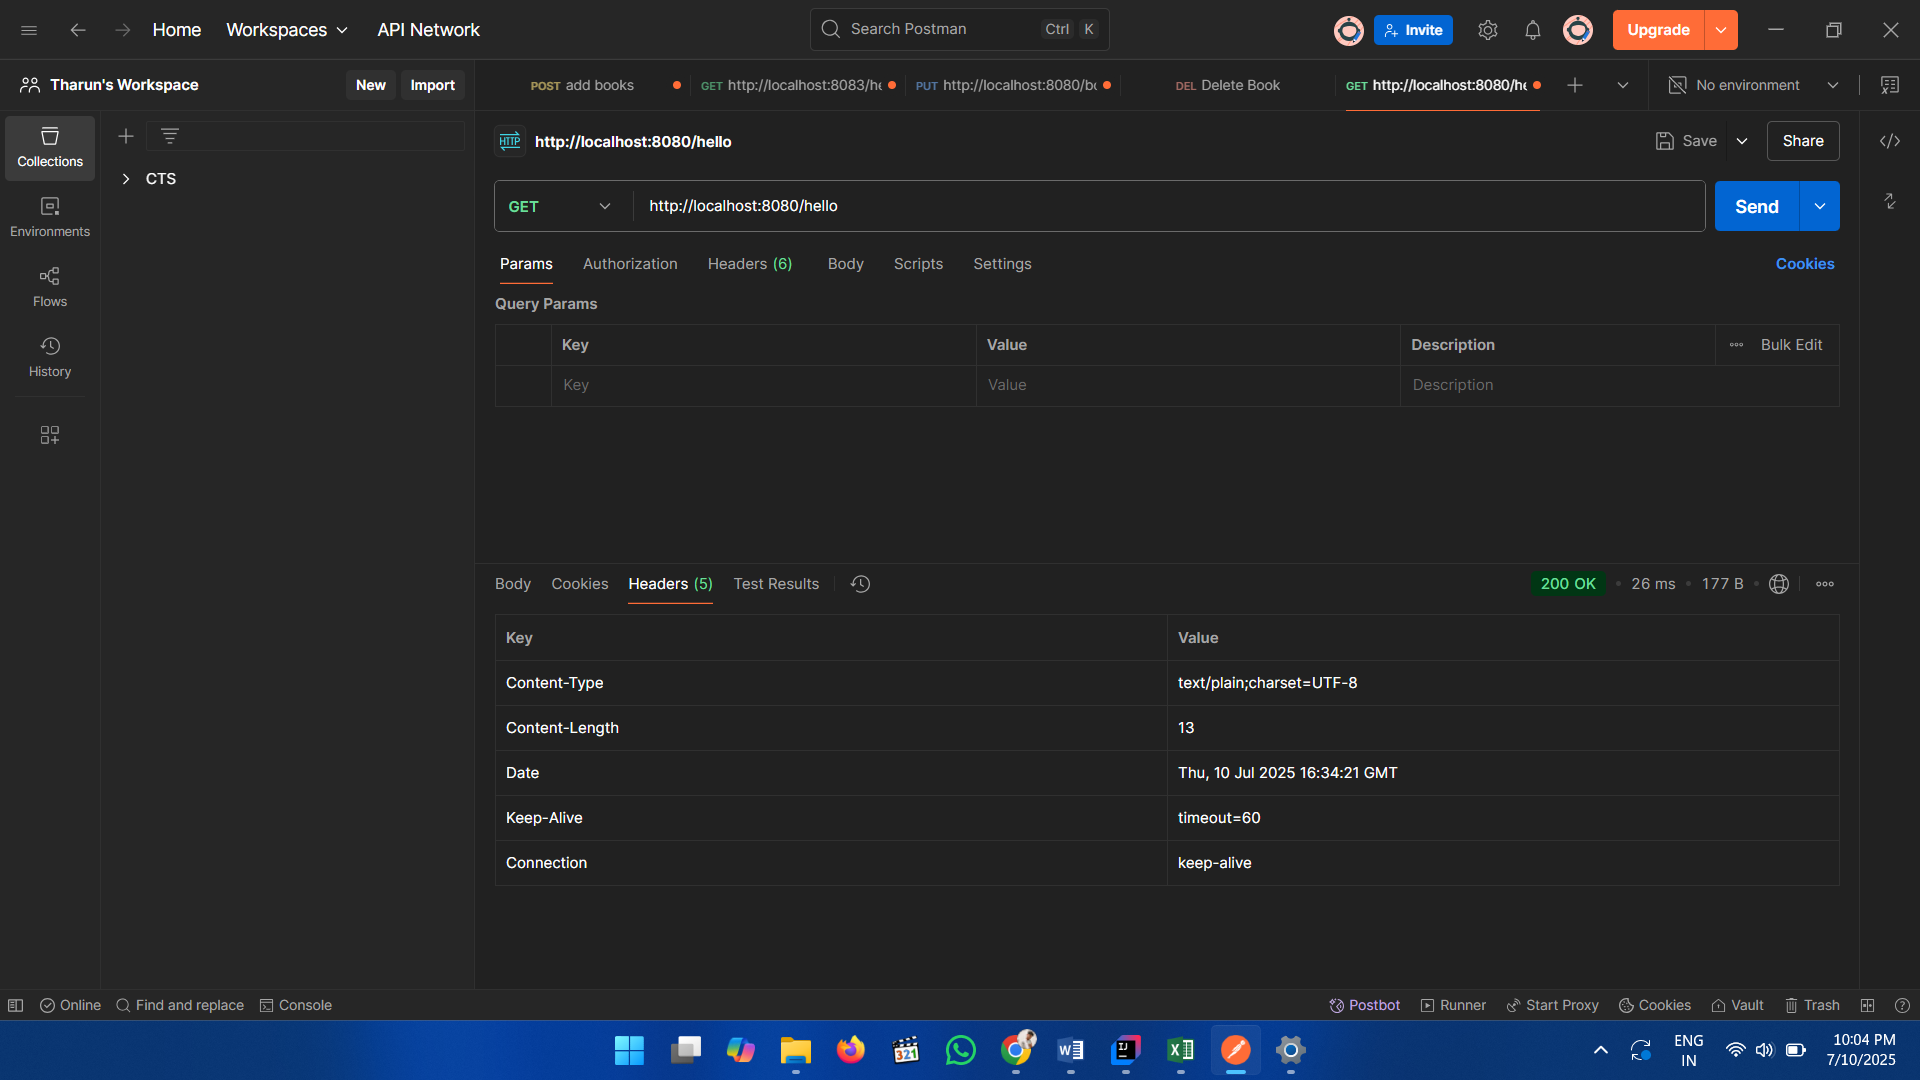 Home Workspaces API Network Search Postman Ctrl K Invite Upgrade
Tharun's Workspace New Import POST add books GET http://localhost:8083/he PUT http://localhost:8080/bo DEL Delete Book GET http://localhost:8080/he No environment
HTTP http://localhost:8080/hello Save Share
Collections
CTS
GET http://localhost:8080/hello Send
Environments
Params Authorization Headers (6) Body Scripts Settings Cookies
Flows
Query Params
Key Value Description Bulk Edit
History
Key Value Description
Body Cookies Headers (5) Test Results 200 OK 26 ms 177 B
Key Value
Content-Type text/plain;charset=UTF-8
Content-Length 13
Date Thu, 10 Jul 2025 16:34:21 GMT
Keep-Alive timeout=60
Connection keep-alive
Online Find and replace Console Postbot Runner Start Proxy Cookies Vault Trash
321
IJ
ENG
IN
10:04 PM
7/10/2025